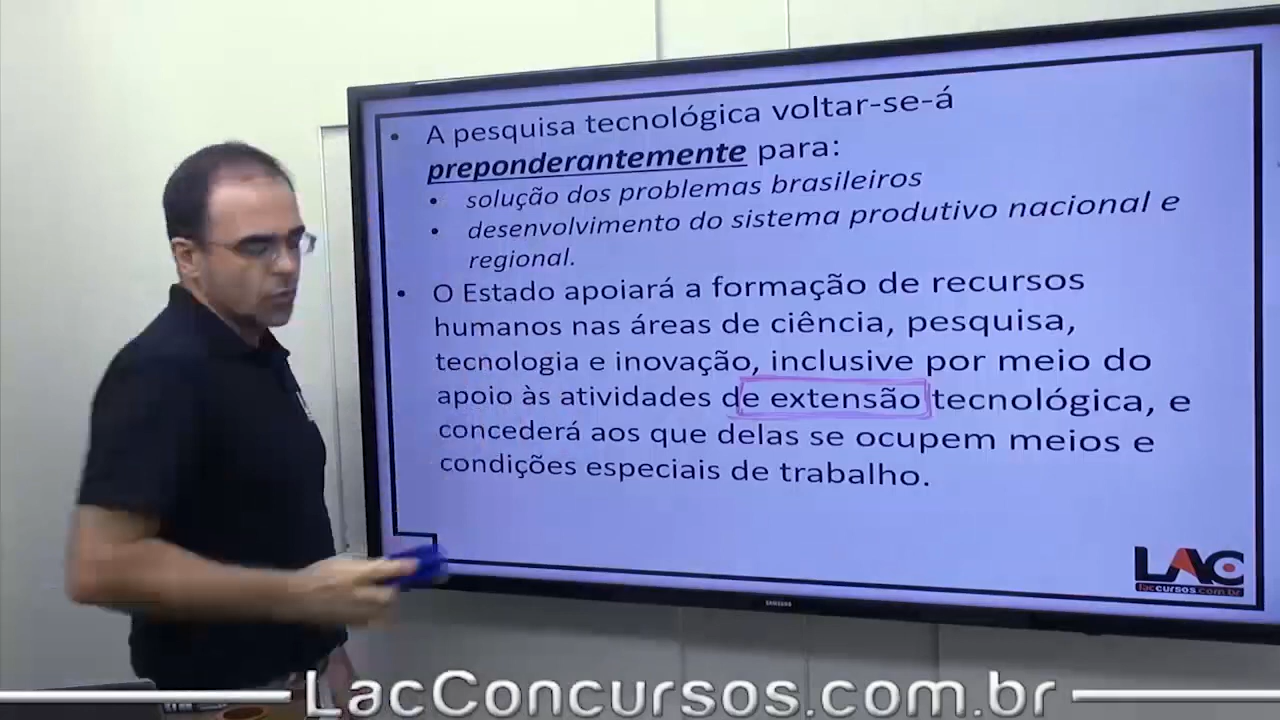 • A pesquisa tecnológica voltar-se-á
preponderantemente para:
• solução dos problemas brasileiros
• desenvolvimento do sistema produtivo nacional e
regional.
• O Estado apoiará a formação de recursos
humanos nas áreas de ciência, pesquisa,
tecnologia e inovação, inclusive por meio do
apoio às atividades de extensão tecnológica, e
concederá aos que delas se ocupem meios e
condições especiais de trabalho.
LAC
laccursos.com.br
SAMSUNG
LacConcursos.com.br